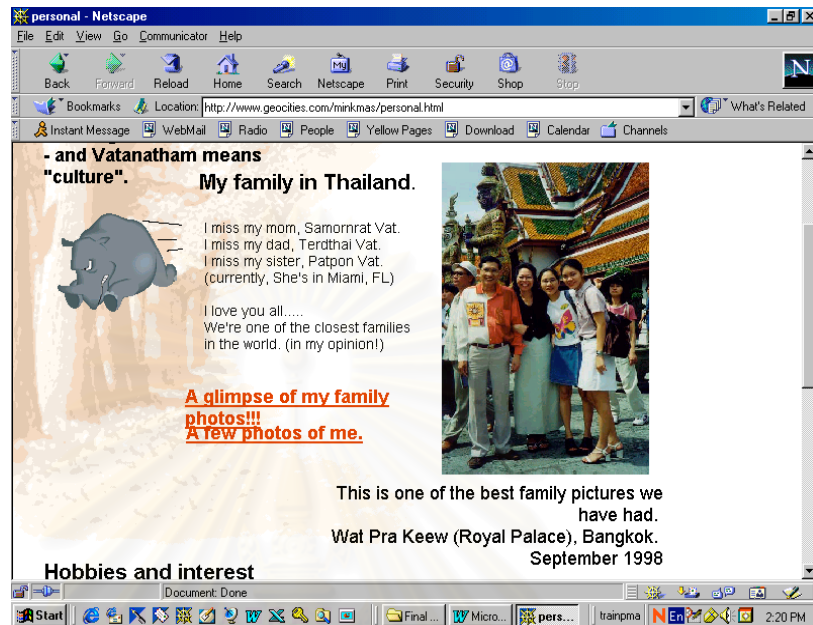 personal - Netscape
File Edit View Go Communicator Help
Back Forward Reload Home Search Netscape Print Security Shop Stop
My
N
Bookmarks Location: http://www.geocities.com/minkmas/personal.html What's Related
Instant Message WebMail Radio People Yellow Pages Download Calendar Channels
- and Vatanatham means
"culture".
My family in Thailand.
I miss my mom, Samornrat Vat.
I miss my dad, Terdthai Vat.
I miss my sister, Patpon Vat.
(currently, She's in Miami, FL)
I love you all.....
We're one of the closest families
in the world. (in my opinion!)
A glimpse of my family
photos!!!
A few photos of me.
This is one of the best family pictures we
have had.
Wat Pra Keew (Royal Palace), Bangkok.
September 1998
Hobbies and interest
Document: Done
Start Final ... Micro... pers... trainpma En 2:20 PM